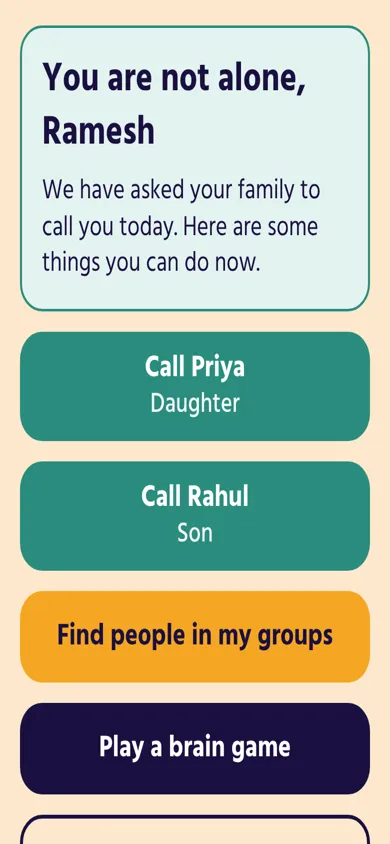 You are not alone,
Ramesh
We have asked your family to
call you today. Here are some
things you can do now.
Call Priya
Daughter
Call Rahul
Son
Find people in my groups
Play a brain game